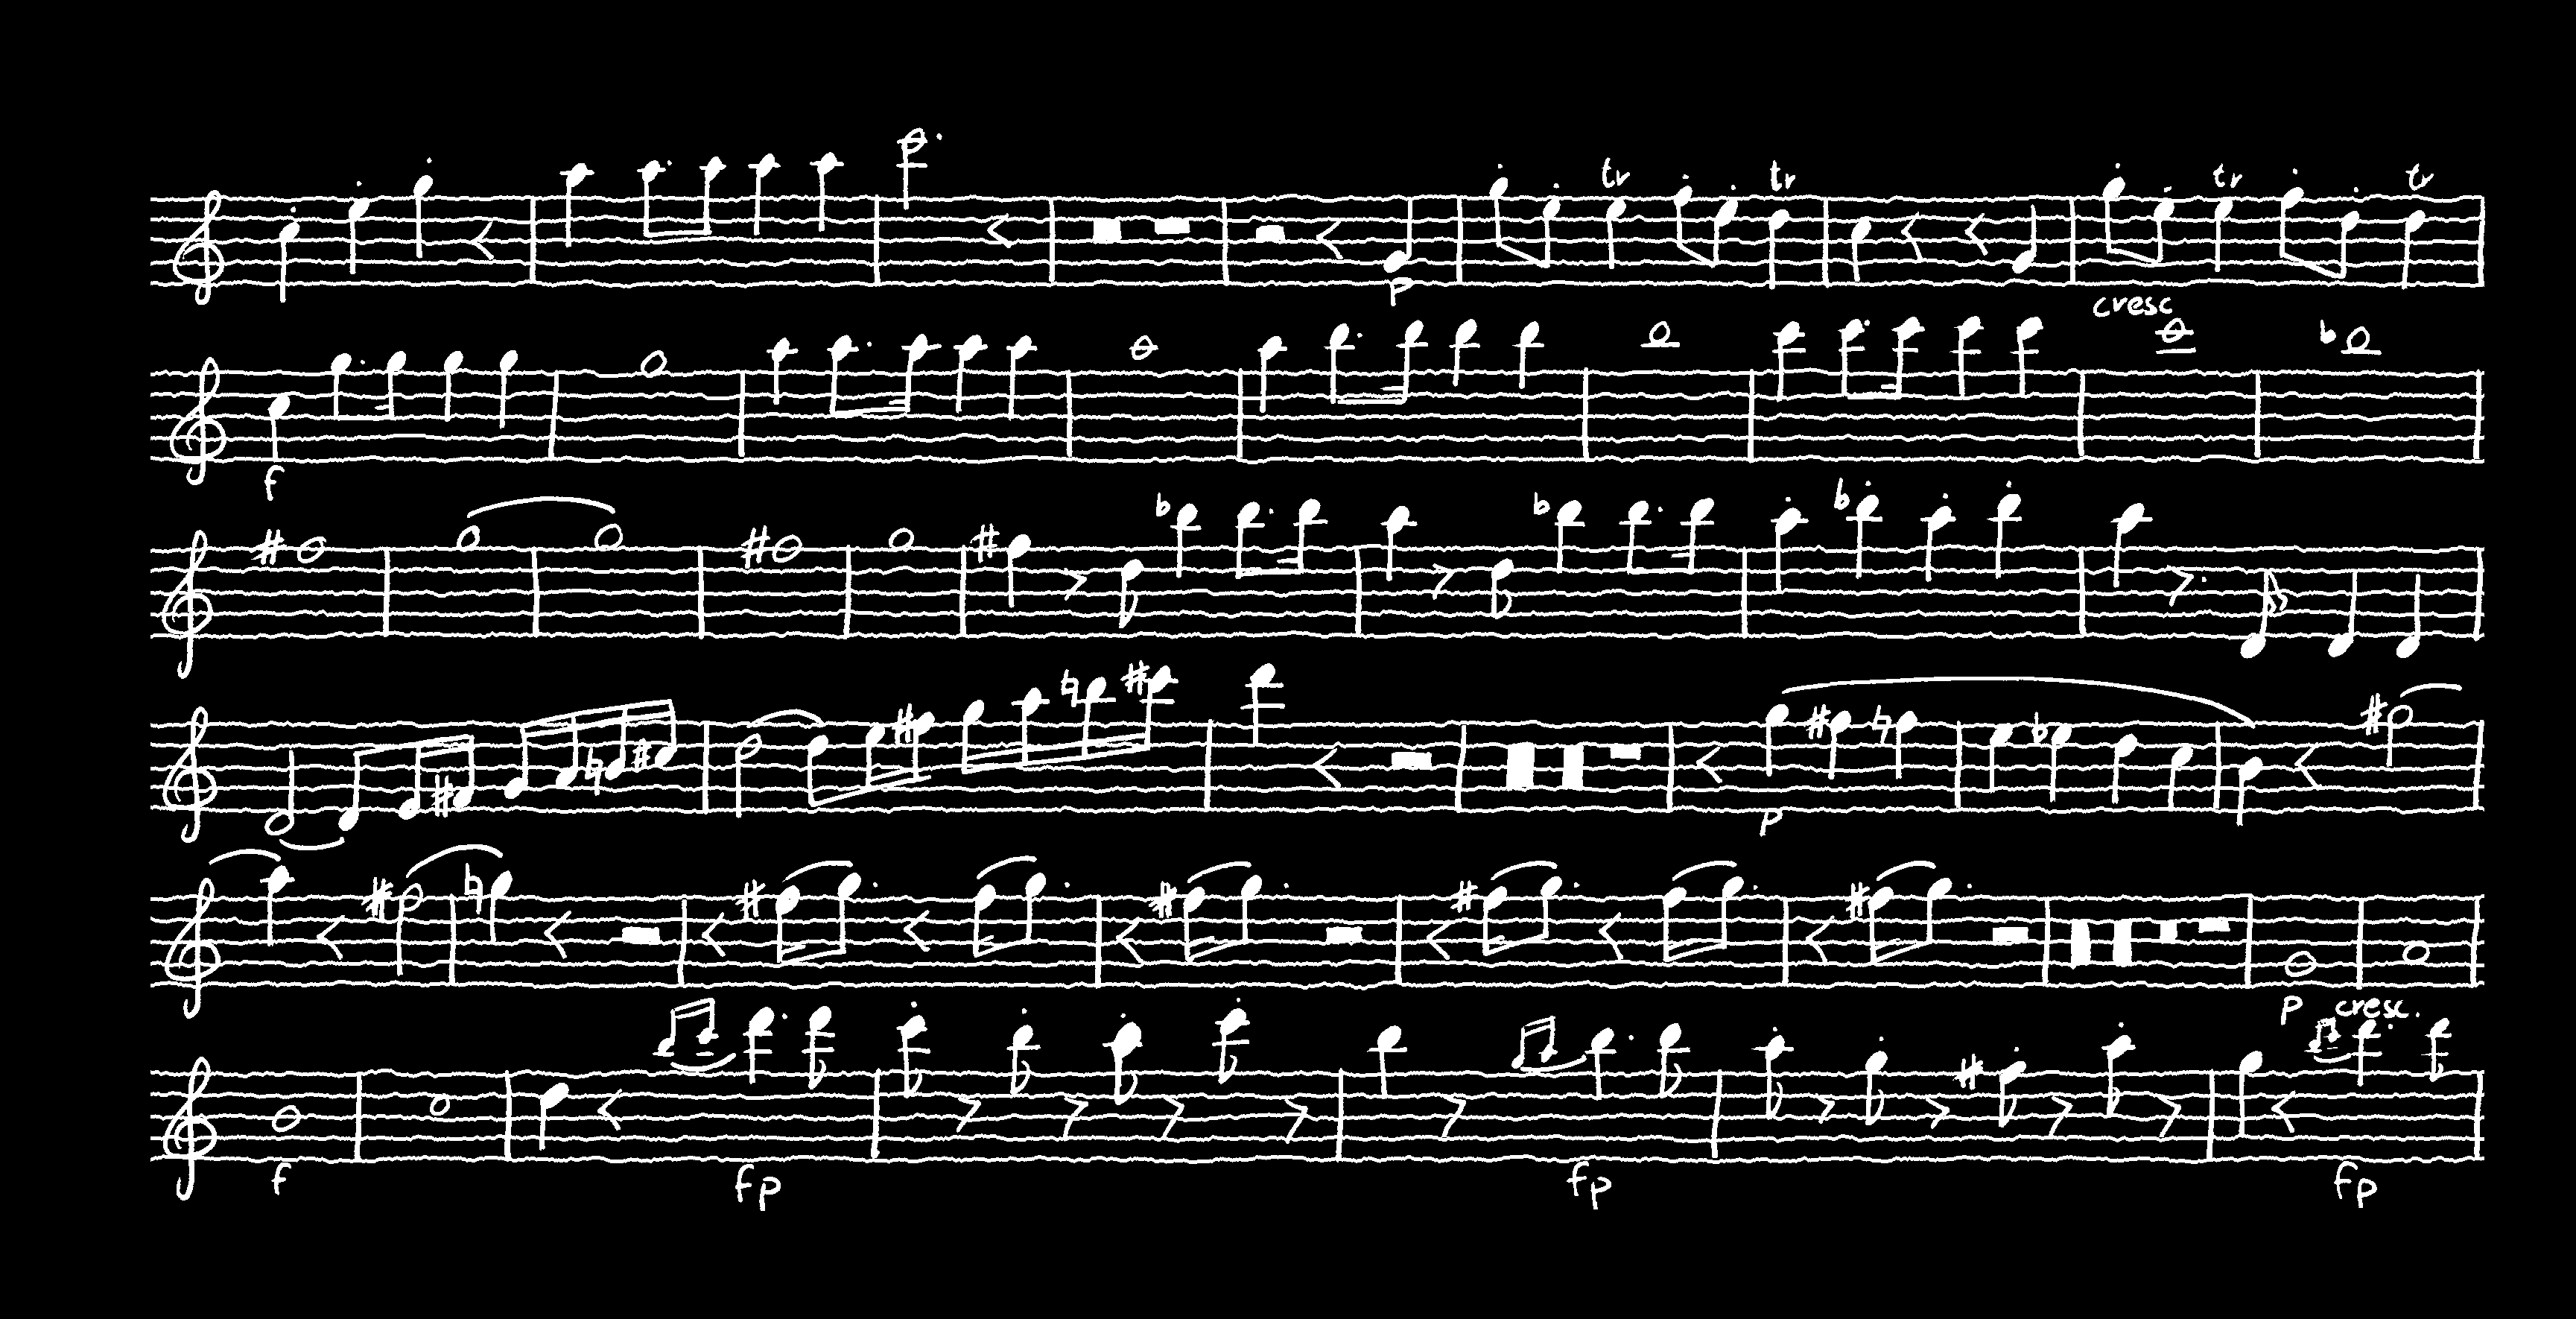 tr tr tr tr
p
cresc
f
p
p cresc.
f fp fp fp